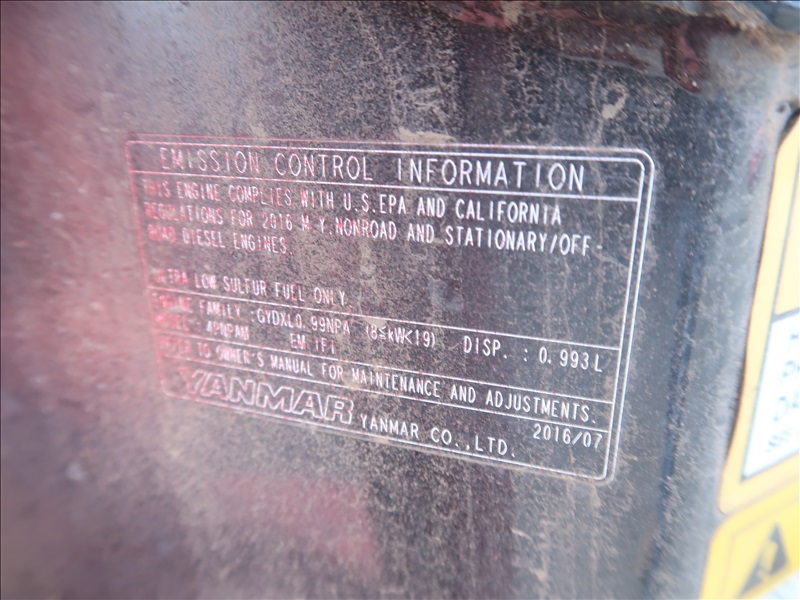 EMISSION CONTROL INFORMATION
THIS ENGINE COMPLIES WITH U.S.EPA AND CALIFORNIA
REGULATIONS FOR 2016 M.Y.NONROAD AND STATIONARY/OFF-
ROAD DIESEL ENGINES.
ULTRA LOW SULFUR FUEL ONLY
ENGINE FAMILY :GYDXL0.99NPA (8≤kW<19) DISP. : 0.993L
EM IFI
REFER TO OWNER'S MANUAL FOR MAINTENANCE AND ADJUSTMENTS.
YANMAR YANMAR CO.,LTD. 2016/07